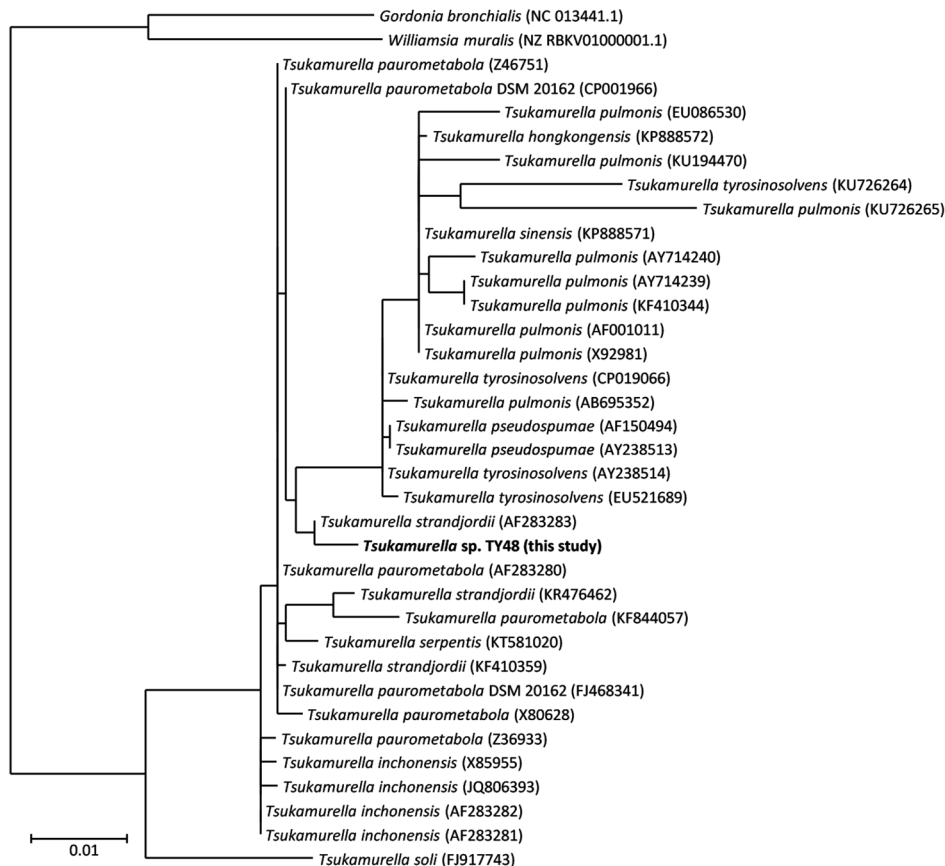 Gordonia bronchialis (NC 013441.1)
Williamsia muralis (NZ RBKV01000001.1)
Tsukamurella paurometabola (Z46751)
Tsukamurella paurometabola DSM 20162 (CP001966)
Tsukamurella pulmonis (EU086530)
Tsukamurella hongkongensis (KP888572)
Tsukamurella pulmonis (KU194470)
Tsukamurella tyrosinosolvens (KU726264)
Tsukamurella pulmonis (KU726265)
Tsukamurella sinensis (KP888571)
Tsukamurella pulmonis (AY714240)
Tsukamurella pulmonis (AY714239)
Tsukamurella pulmonis (KF410344)
Tsukamurella pulmonis (AF001011)
Tsukamurella pulmonis (X92981)
Tsukamurella tyrosinosolvens (CP019066)
Tsukamurella pulmonis (AB695352)
Tsukamurella pseudospumae (AF150494)
Tsukamurella pseudospumae (AY238513)
Tsukamurella tyrosinosolvens (AY238514)
Tsukamurella tyrosinosolvens (EU521689)
Tsukamurella strandjordii (AF283283)
Tsukamurella sp. TY48 (this study)
Tsukamurella paurometabola (AF283280)
Tsukamurella strandjordii (KR476462)
Tsukamurella paurometabola (KF844057)
Tsukamurella serpentis (KT581020)
Tsukamurella strandjordii (KF410359)
Tsukamurella paurometabola DSM 20162 (FJ468341)
Tsukamurella paurometabola (X80628)
Tsukamurella paurometabola (Z36933)
Tsukamurella inchonensis (X85955)
Tsukamurella inchonensis (JQ806393)
Tsukamurella inchonensis (AF283282)
Tsukamurella inchonensis (AF283281)
Tsukamurella soli (FJ917743)
0.01